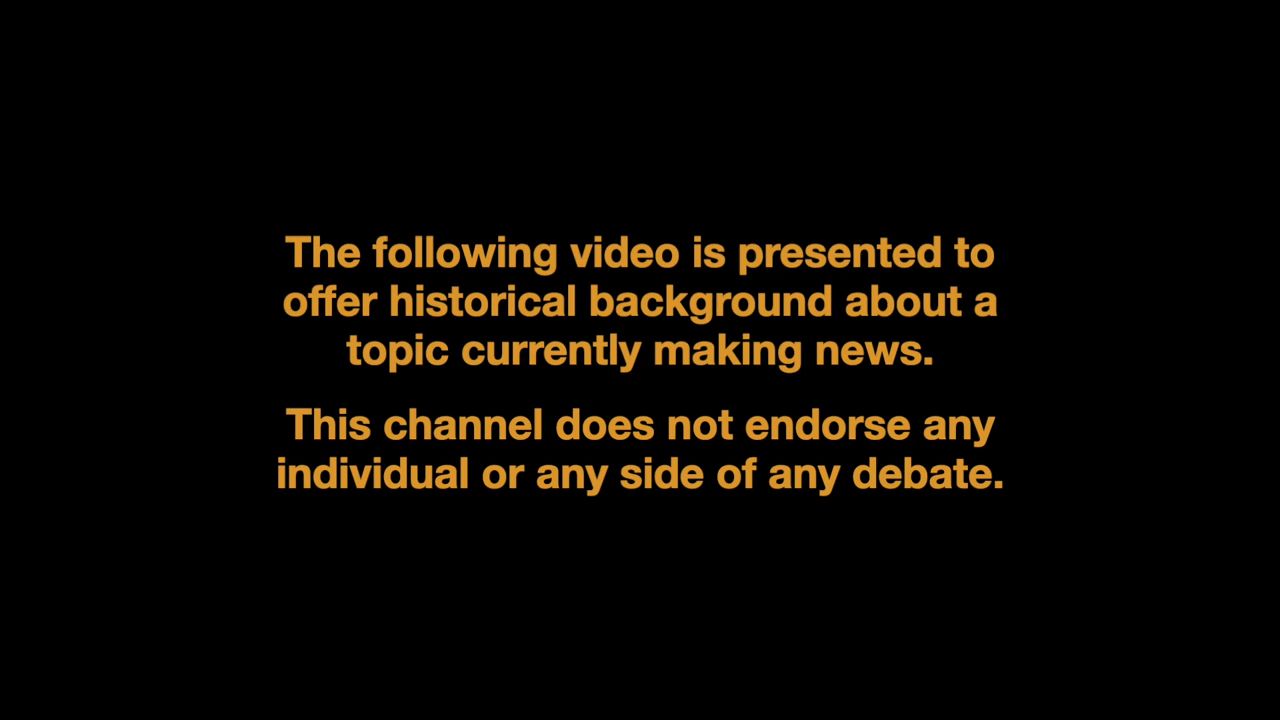 The following video is presented to
offer historical background about a
topic currently making news.
This channel does not endorse any
individual or any side of any debate.